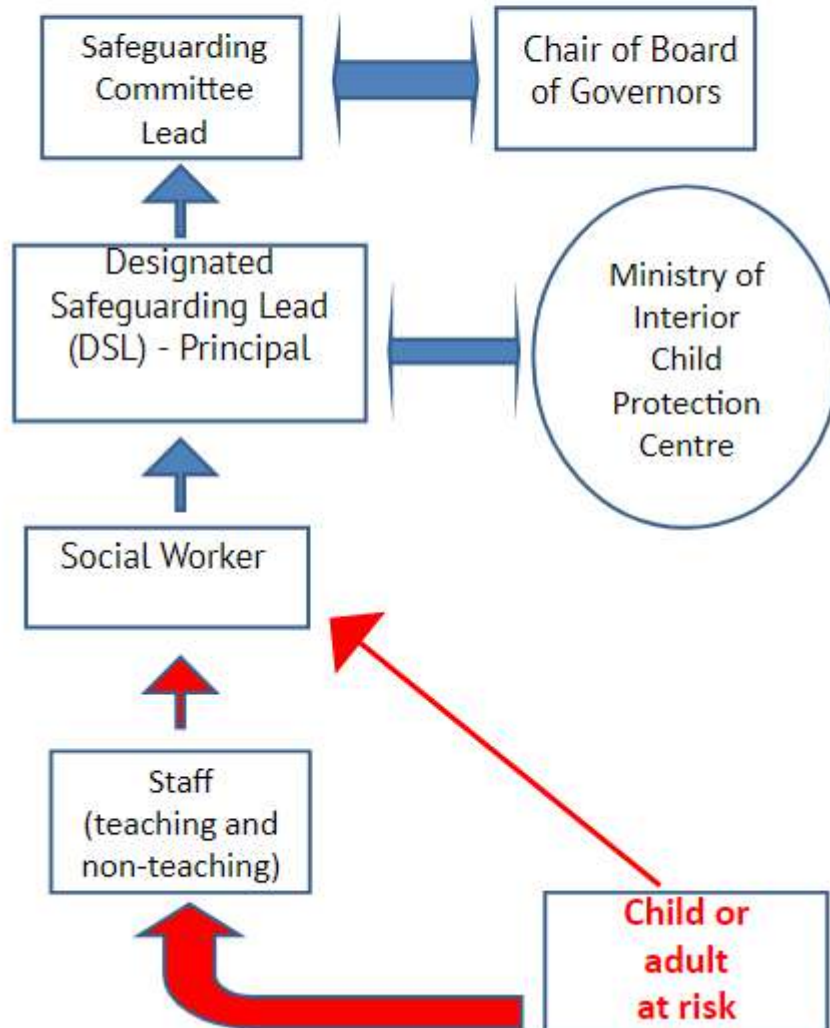 Safeguarding
Committee
Lead
Chair of Board
of Governors
Designated
Safeguarding Lead
(DSL) - Principal
Ministry of
Interior
Child
Protection
Centre
Social Worker
Staff
(teaching and
non-teaching)
Child or
adult
at risk